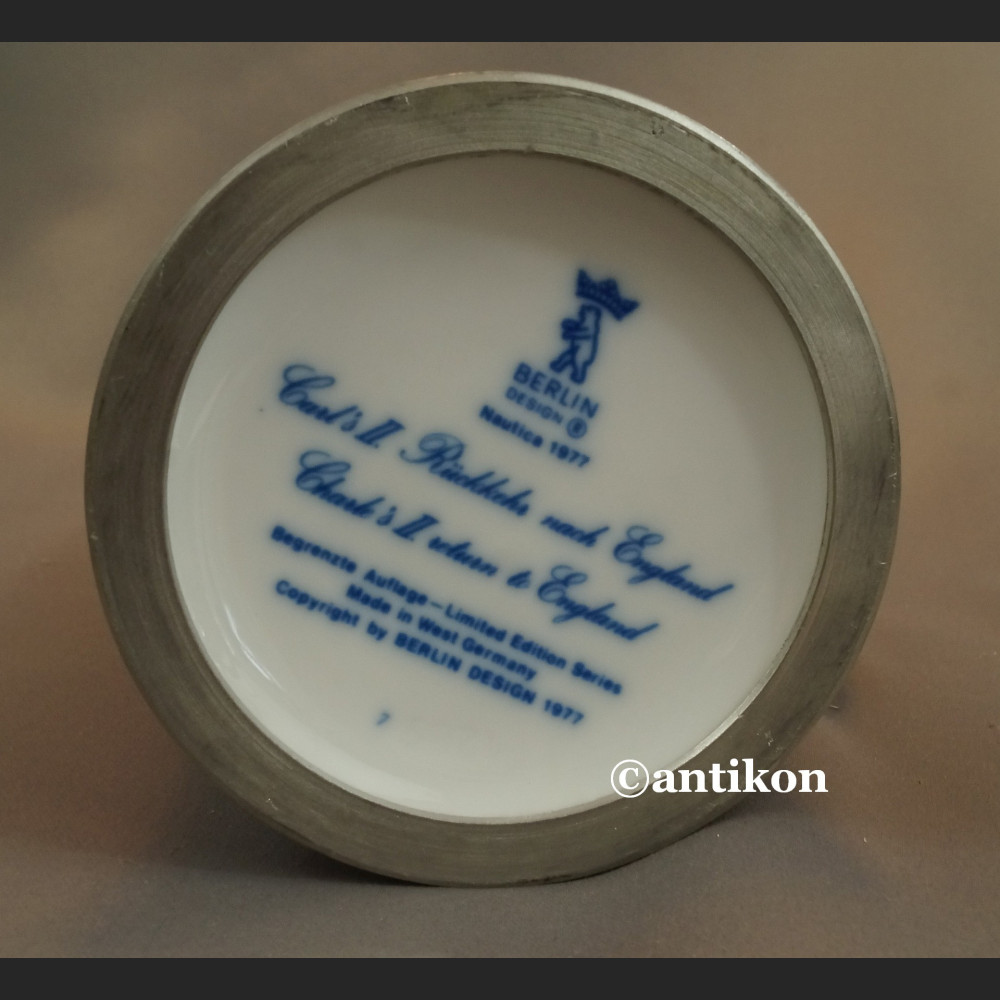 BERLIN
DESIGN ®
Nautica 1977
Carl's II. Rückkehr nach England
Charle's II return to England
Begrenzte Auflage—Limited Edition Series
Made in West Germany
Copyright by BERLIN DESIGN 1977
7
©antikon